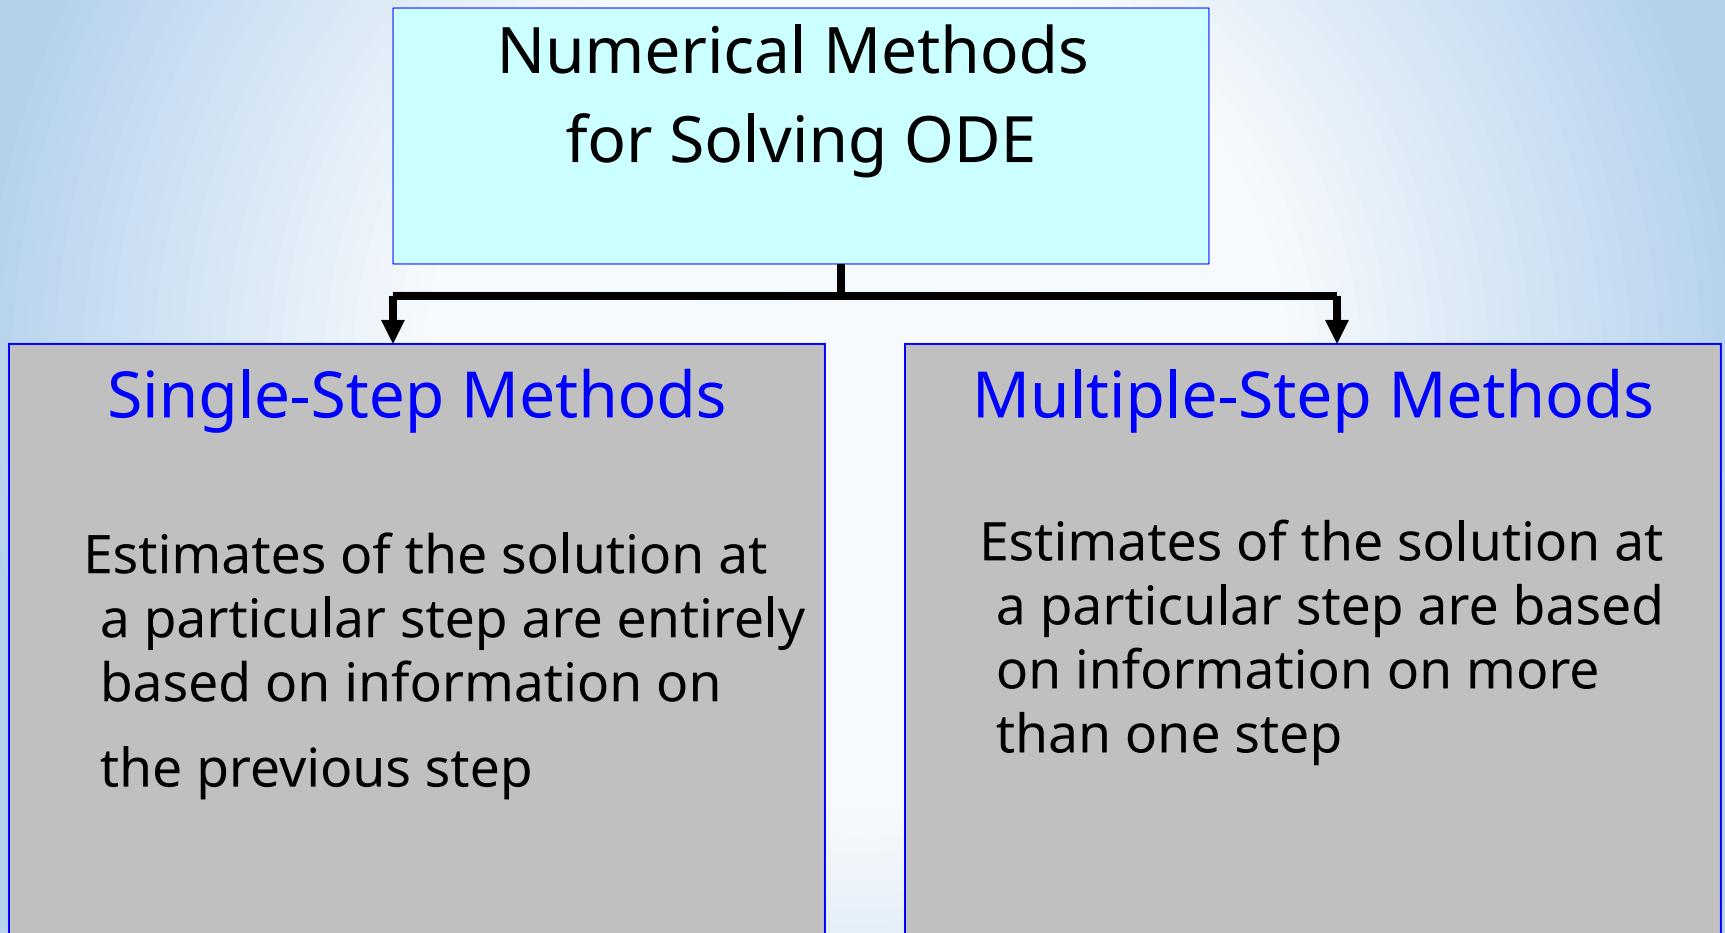 Numerical Methods
for Solving ODE
Single-Step Methods
Estimates of the solution at
a particular step are entirely
based on information on
the previous step
Multiple-Step Methods
Estimates of the solution at
a particular step are based
on information on more
than one step